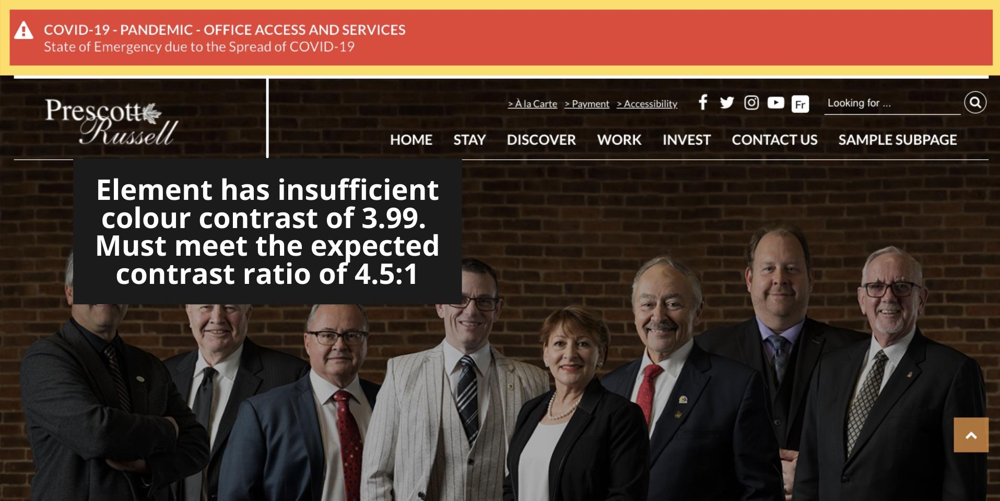 COVID-19 - PANDEMIC - OFFICE ACCESS AND SERVICES
State of Emergency due to the Spread of COVID-19
Prescott
Russell
> À la Carte > Payment > Accessibility Fr Looking for ...
HOME STAY DISCOVER WORK INVEST CONTACT US SAMPLE SUBPAGE
Element has insufficient
colour contrast of 3.99.
Must meet the expected
contrast ratio of 4.5:1